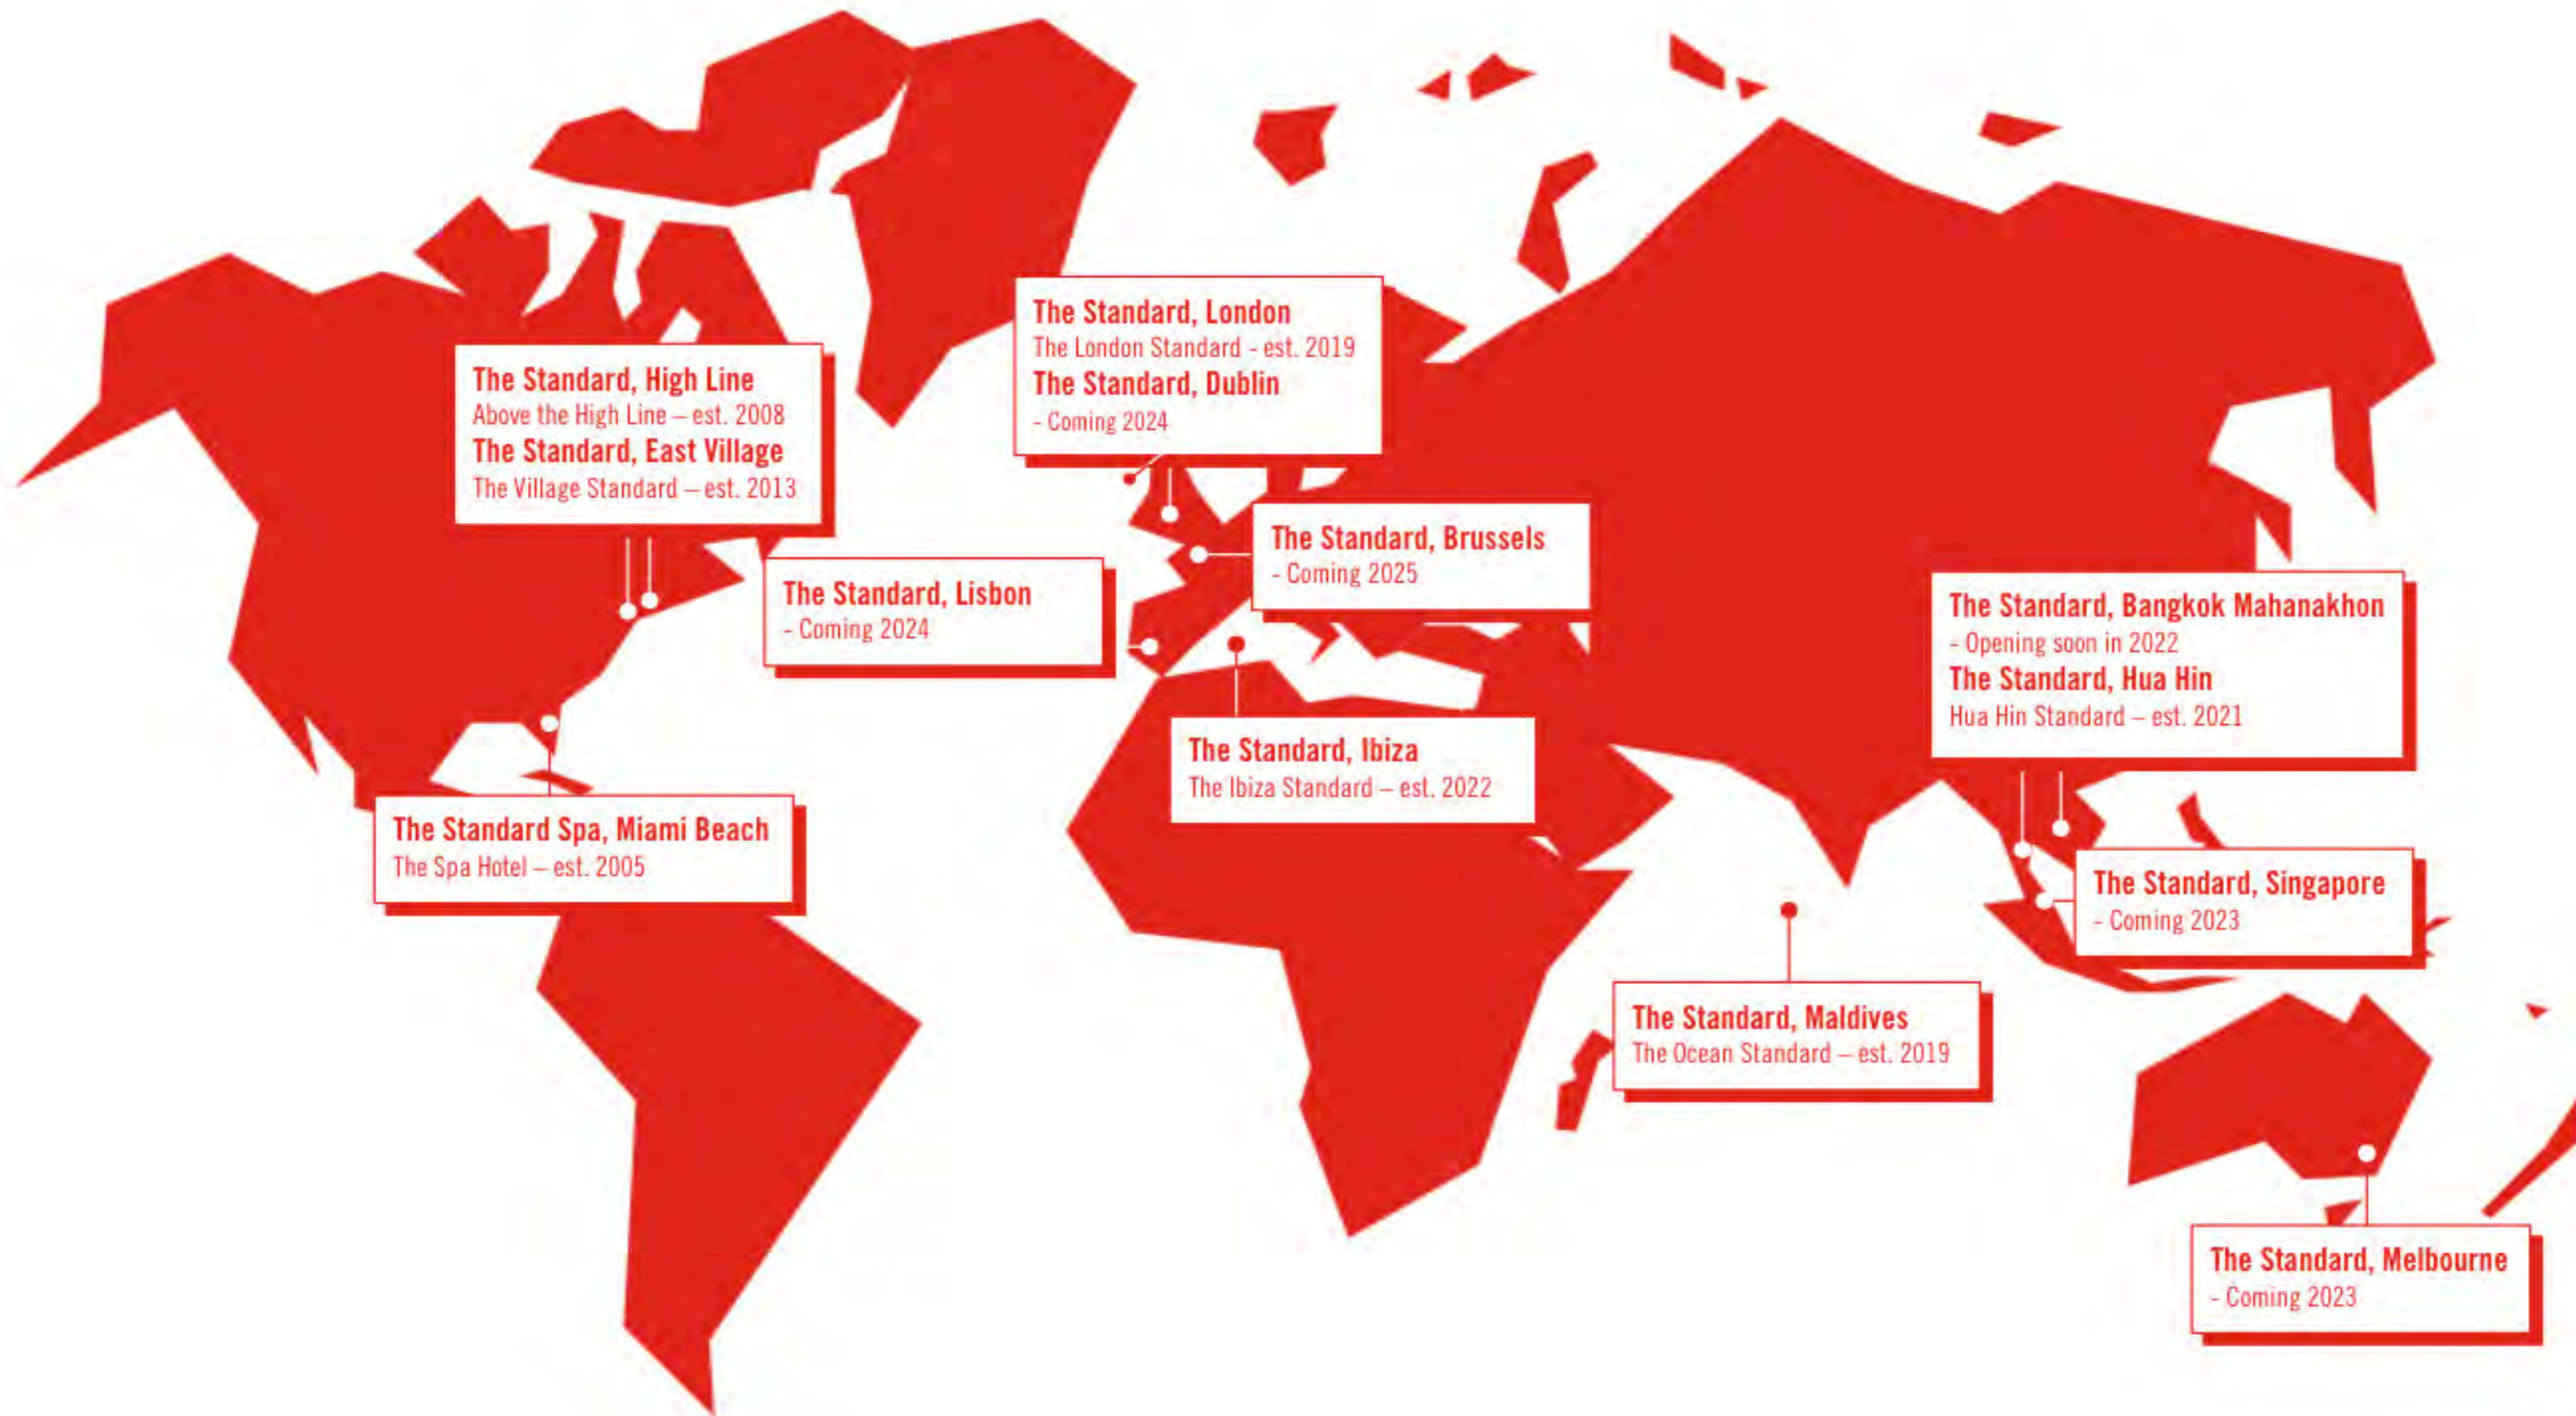 The Standard, London
The London Standard - est. 2019
The Standard, Dublin
- Coming 2024
The Standard, High Line
Above the High Line – est. 2008
The Standard, East Village
The Village Standard – est. 2013
The Standard, Brussels
- Coming 2025
The Standard, Lisbon
- Coming 2024
The Standard, Bangkok Mahanakhon
- Opening soon in 2022
The Standard, Hua Hin
Hua Hin Standard – est. 2021
The Standard, Ibiza
The Ibiza Standard – est. 2022
The Standard Spa, Miami Beach
The Spa Hotel – est. 2005
The Standard, Singapore
- Coming 2023
The Standard, Maldives
The Ocean Standard – est. 2019
The Standard, Melbourne
- Coming 2023